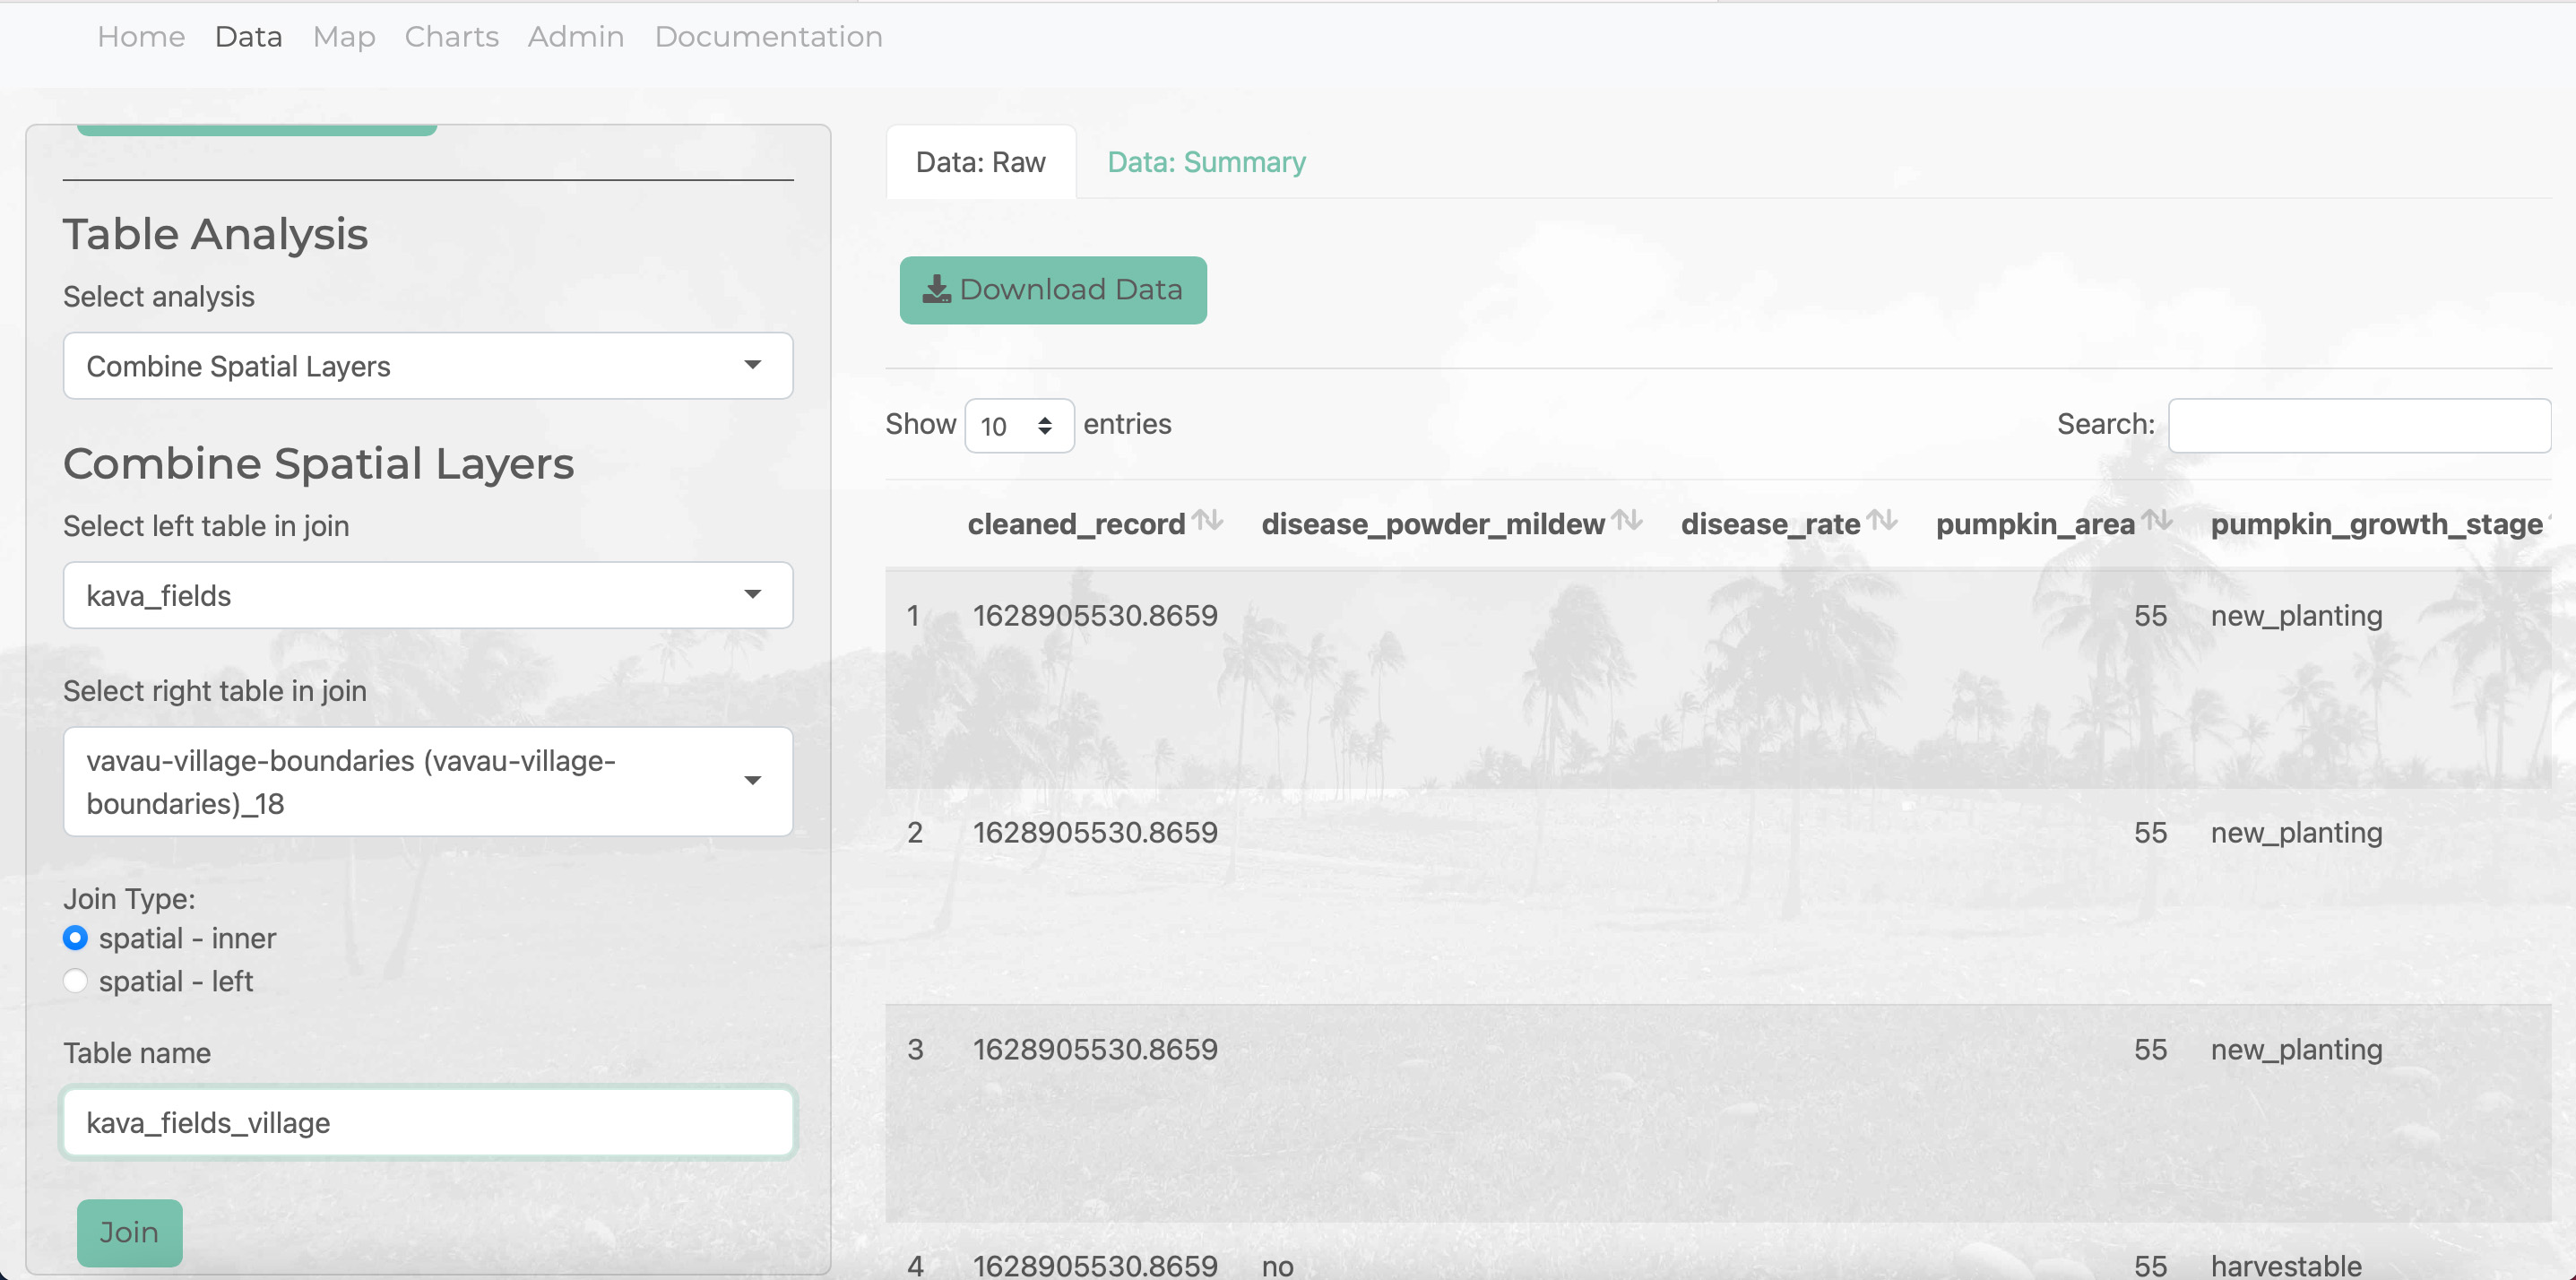 Home Data Map Charts Admin Documentation
Table Analysis
Select analysis
Combine Spatial Layers
Combine Spatial Layers
Select left table in join
kava_fields
Select right table in join
vavau-village-boundaries (vavau-village-
boundaries)_18
Join Type:
spatial - inner
spatial - left
Table name
kava_fields_village
Join
Data: Raw Data: Summary
Download Data
Show 10 entries Search:
cleaned_record disease_powder_mildew disease_rate pumpkin_area pumpkin_growth_stage
1 1628905530.8659 55 new_planting
2 1628905530.8659 55 new_planting
3 1628905530.8659 55 new_planting
4 1628905530.8659 no 55 harvestable